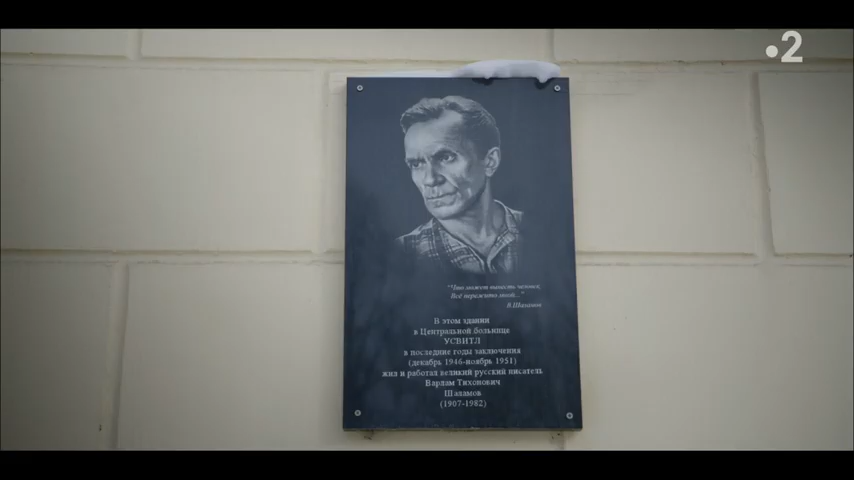 2
"Что может вынести человек,
Всё пережито мной..."
В.Шаламов
В этом здании
в Центральной больнице
УСВИТЛ
в последние годы заключения
(декабрь 1946-ноябрь 1951)
жил и работал великий русский писатель
Варлам Тихонович
Шаламов
(1907-1982)